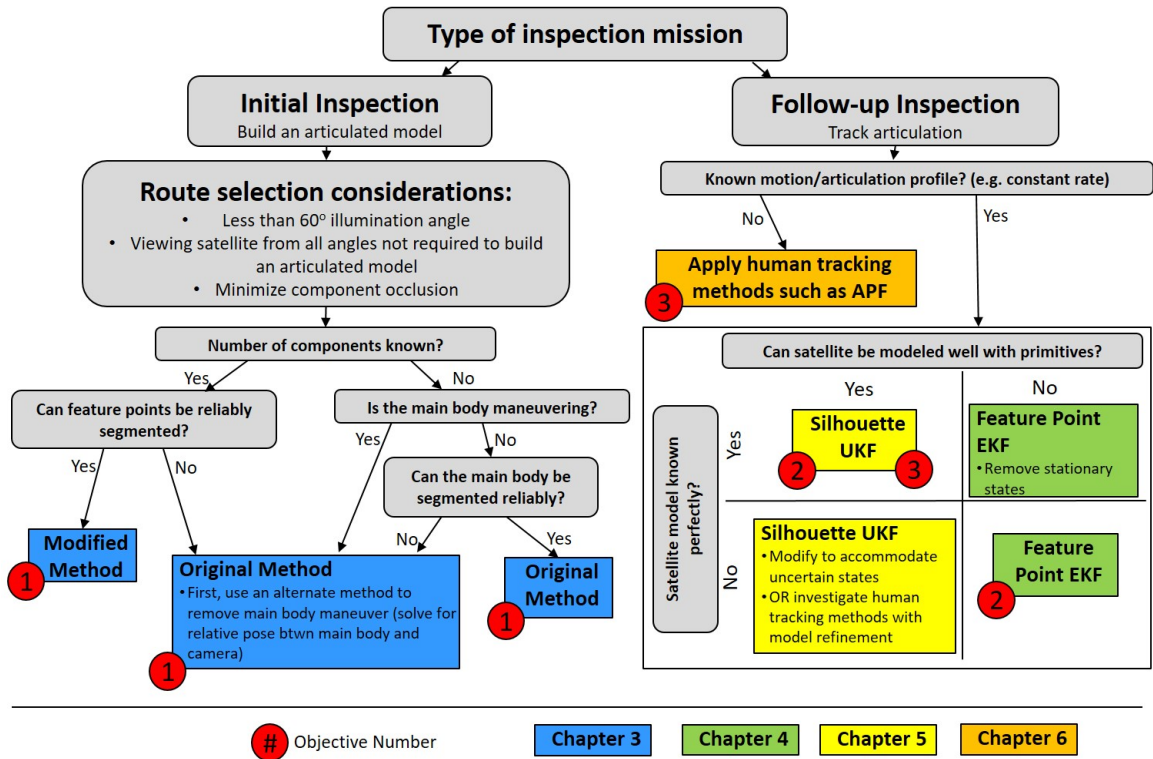 Type of inspection mission
Initial Inspection
Build an articulated model
Route selection considerations:
• Less than 60° illumination angle
• Viewing satellite from all angles not required to build
an articulated model
• Minimize component occlusion
Number of components known?
Yes
No
Can feature points be reliably
segmented?
Is the main body maneuvering?
Yes
No
Yes
No
Can the main body be
segmented reliably?
No
Yes
Modified
Method
1
Original Method
• First, use an alternate method to
remove main body maneuver (solve for
relative pose btwn main body and
camera)
1
Original
Method
1
Follow-up Inspection
Track articulation
Known motion/articulation profile? (e.g. constant rate)
No
Yes
Apply human tracking
methods such as APF
3
Can satellite be modeled well with primitives?
Yes
No
Satellite model known
perfectly?
Yes
No
Silhouette
UKF
2
3
Feature Point
EKF
• Remove stationary
states
Silhouette UKF
• Modify to accommodate
uncertain states
• OR investigate human
tracking methods with
model refinement
Feature
Point EKF
2
# Objective Number
Chapter 3
Chapter 4
Chapter 5
Chapter 6